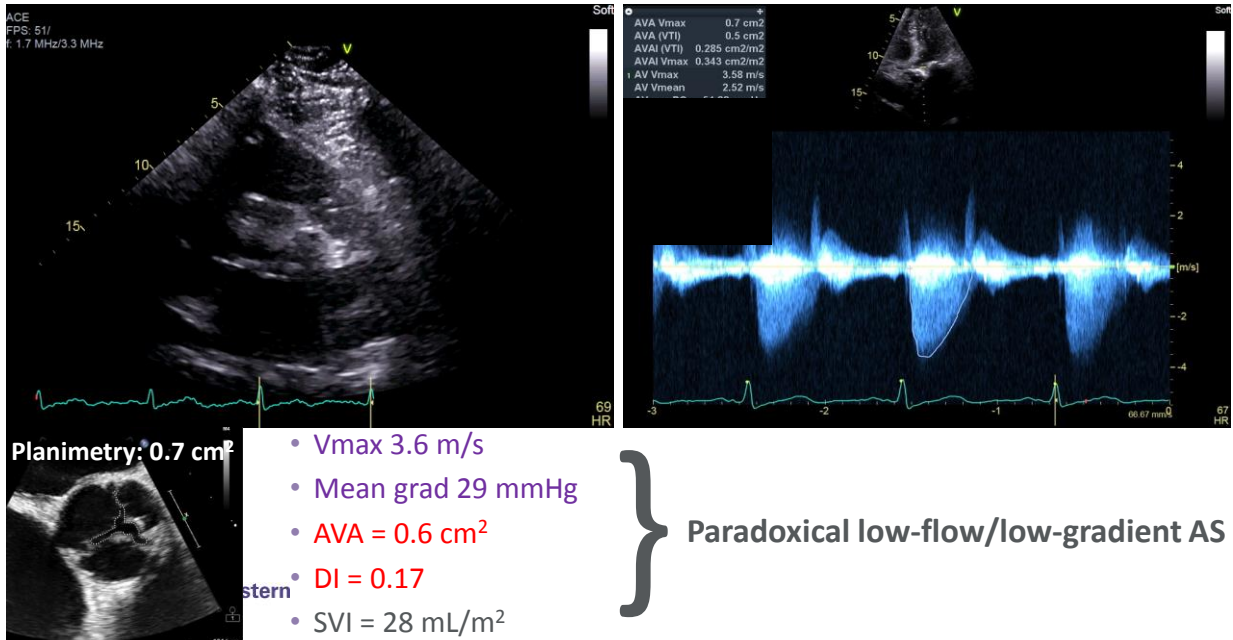 ACE
FPS: 51/
f: 1.7 MHz/3.3 MHz
Soft
V
5
10
15
69
HR
AVA Vmax 0.7 cm2
AVA (VTI) 0.5 cm2
AVAI (VTI) 0.285 cm2/m2
AVAI Vmax 0.343 cm2/m2
1 AV Vmax 3.58 m/s
AV Vmean 2.52 m/s
Soft
V
5
10
15
4
2
[m/s]
-2
-4
-3
-2
-1
0
66.67 mm/s
67
HR
Planimetry: 0.7 cm²
• Vmax 3.6 m/s
• Mean grad 29 mmHg
• AVA = 0.6 cm²
• DI = 0.17
• SVI = 28 mL/m²
Paradoxical low-flow/low-gradient AS
stern